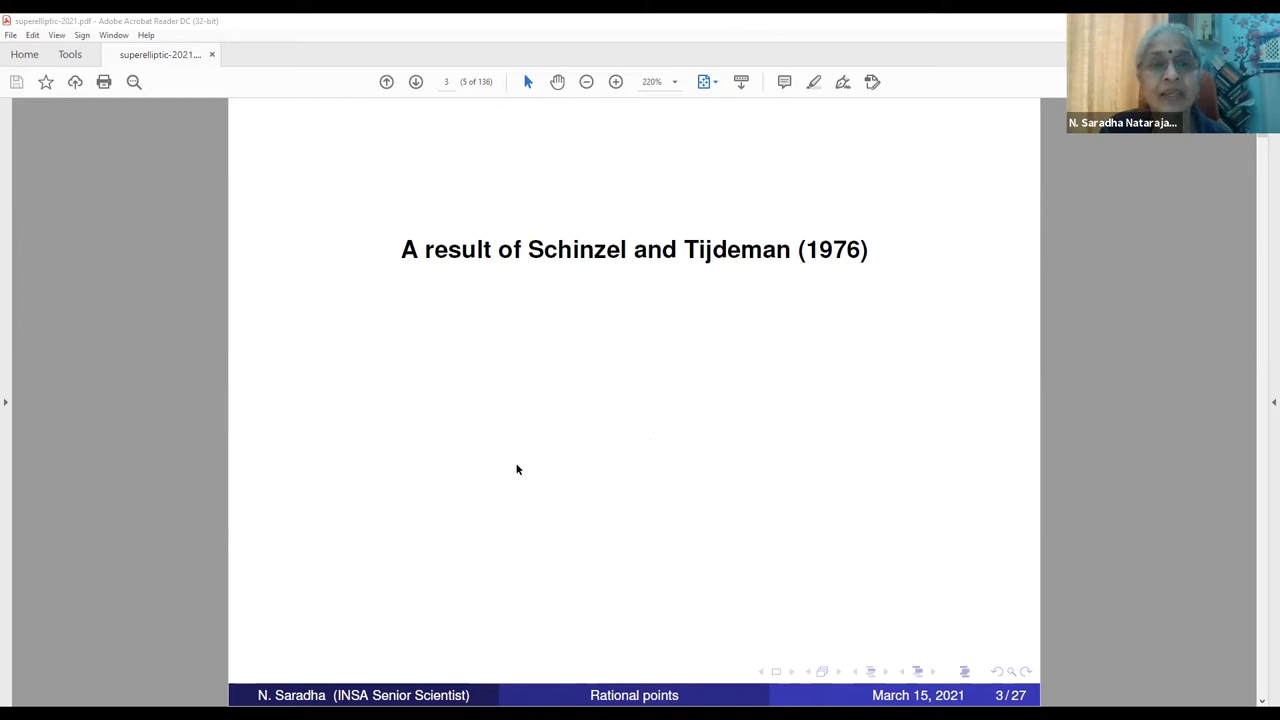 superelliptic-2021.pdf - Adobe Acrobat Reader DC (32-bit)
File Edit View Sign Window Help
Home Tools superelliptic-2021.... ×
3 (5 of 136) 220%
N. Saradha Nataraja...
A result of Schinzel and Tijdeman (1976)
N. Saradha (INSA Senior Scientist) Rational points March 15, 2021 3/27